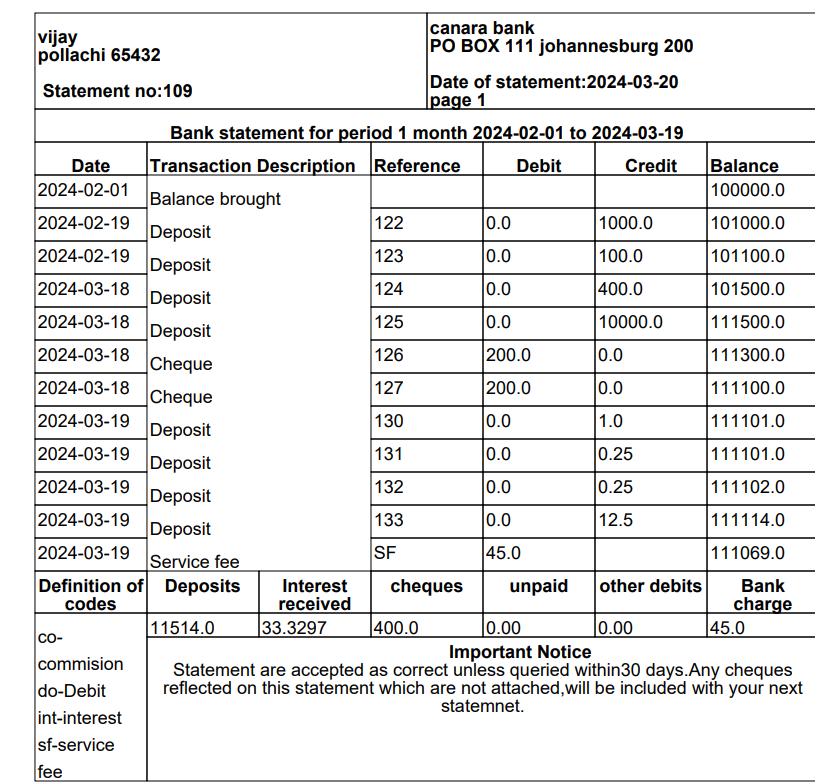 vijay
pollachi 65432
Statement no:109
canara bank
PO BOX 111 johannesburg 200
Date of statement:2024-03-20
page 1
Bank statement for period 1 month 2024-02-01 to 2024-03-19
Date Transaction Description Reference Debit Credit Balance
2024-02-01 Balance brought 100000.0
2024-02-19 Deposit 122 0.0 1000.0 101000.0
2024-02-19 Deposit 123 0.0 100.0 101100.0
2024-03-18 Deposit 124 0.0 400.0 101500.0
2024-03-18 Deposit 125 0.0 10000.0 111500.0
2024-03-18 Cheque 126 200.0 0.0 111300.0
2024-03-18 Cheque 127 200.0 0.0 111100.0
2024-03-19 Deposit 130 0.0 1.0 111101.0
2024-03-19 Deposit 131 0.0 0.25 111101.0
2024-03-19 Deposit 132 0.0 0.25 111102.0
2024-03-19 Deposit 133 0.0 12.5 111114.0
2024-03-19 Service fee SF 45.0 111069.0
Definition of codes Deposits Interest received cheques unpaid other debits Bank charge
11514.0 33.3297 400.0 0.00 0.00 45.0
co-
commision
do-Debit
int-interest
sf-service
fee
Important Notice
Statement are accepted as correct unless queried within30 days.Any cheques
reflected on this statement which are not attached,will be included with your next
statemnet.